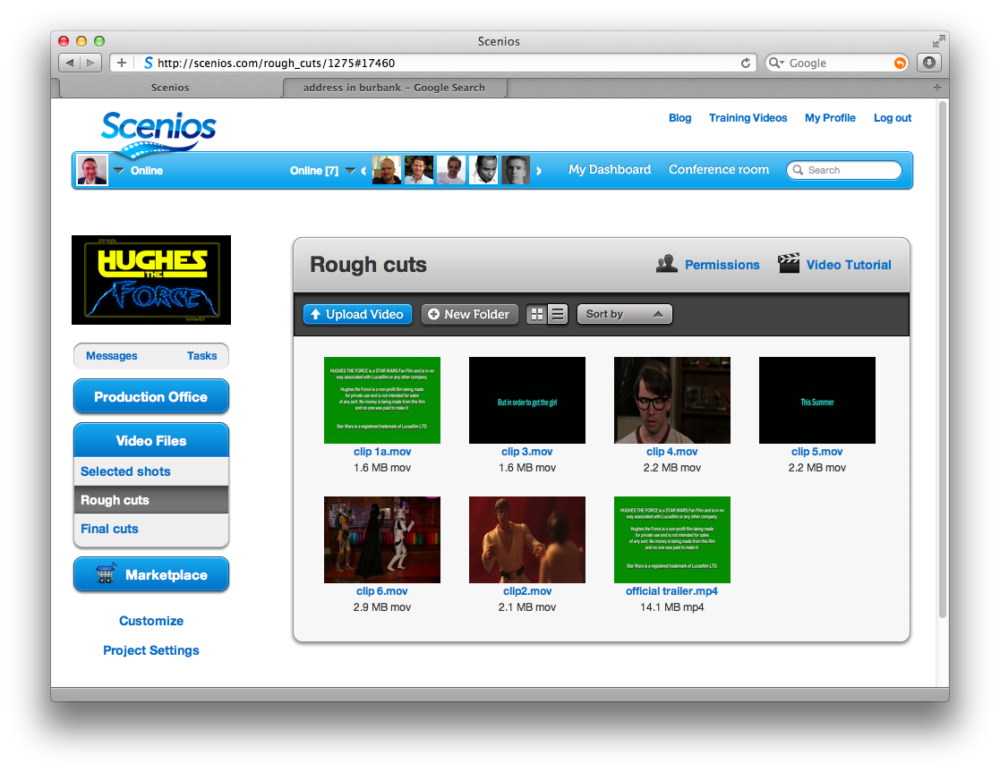 Scenios
http://scenios.com/rough_cuts/1275#17460
Google
Scenios
address in burbank – Google Search
Blog Training Videos My Profile Log out
Scenios
Online
Online [7]
My Dashboard Conference room Search
STAR
HUGHES
THE
FORCE
WARS
Rough cuts
Permissions Video Tutorial
Upload Video New Folder Sort by
Messages Tasks
Production Office
Video Files
Selected shots
Rough cuts
Final cuts
Marketplace
Customize
Project Settings
HUGHES THE FORCE is a STAR WARS Fan Film and is in no
way associated with Lucasfilm or any other company.
Hughes the Force is a non-profit film being made
for private use and is not intended for sales
of any sort. No money is being made from this film
and no one was paid to make it.
Star Wars is a registered trademark of Lucasfilm LTD.
clip 1a.mov
1.6 MB mov
But in order to get the girl
clip 3.mov
1.6 MB mov
clip 4.mov
2.2 MB mov
This Summer
clip 5.mov
2.2 MB mov
clip 6.mov
2.9 MB mov
clip2.mov
2.1 MB mov
HUGHES THE FORCE is a STAR WARS Fan Film and is in no
way associated with Lucasfilm or any other company.
Hughes the Force is a non-profit film being made
for private use and is not intended for sales
of any sort. No money is being made from this film
and no one was paid to make it.
Star Wars is a registered trademark of Lucasfilm LTD.
official trailer.mp4
14.1 MB mp4